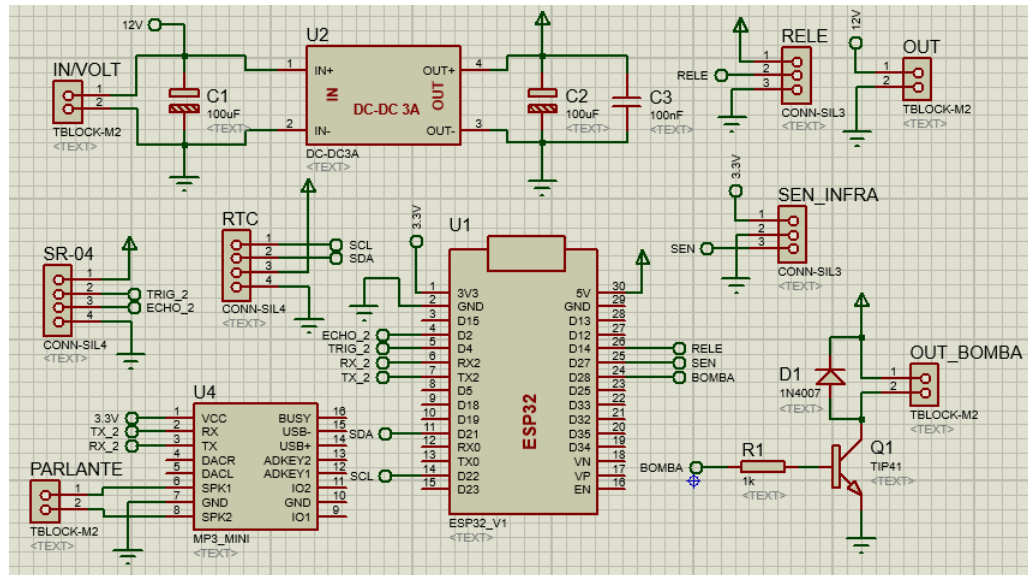 12V
IN/VOLT
1
2
TBLOCK-M2
<TEXT>
C1
100uF
<TEXT>
U2
1 IN+ OUT+ 4
IN OUT
DC-DC 3A
2 IN- OUT- 3
DC-DC3A
<TEXT>
C2
100uF
<TEXT>
C3
100nF
<TEXT>
RELE
1
RELE 2
3
CONN-SIL3
<TEXT>
12V
OUT
1
2
TBLOCK-M2
<TEXT>
SR-04
1
2 TRIG_2
3 ECHO_2
4
CONN-SIL4
<TEXT>
RTC
1 SCL
2 SDA
3
4
CONN-SIL4
<TEXT>
3.3V
SEN_INFRA
1
2
SEN 3
CONN-SIL3
<TEXT>
3.3V
U1
1 3V3 5V 30
2 GND GND 29
3 D15 D13 28
ECHO_2 4 D2 D12 27
TRIG_2 5 D4 D14 26 RELE
RX_2 6 RX2 D27 25 SEN
TX_2 7 TX2 D28 24 BOMBA
8 D5 D25 23
9 D18 D33 22
10 D19 D32 21
SDA 11 D21 D35 20
12 RX0 D34 19
13 TX0 VN 18
SCL 14 D22 VP 17
15 D23 EN 16
ESP32
ESP32_V1
<TEXT>
U4
3.3V 1 VCC BUSY 16
TX_2 2 RX USB- 15
RX_2 3 TX USB+ 14
4 DACR ADKEY2 13
5 DACL ADKEY1 12
6 SPK1 IO2 11
7 GND GND 10
8 SPK2 IO1 9
MP3_MINI
<TEXT>
PARLANTE
1
2
TBLOCK-M2
<TEXT>
D1
1N4007
<TEXT>
OUT_BOMBA
1
2
TBLOCK-M2
<TEXT>
BOMBA
R1
1k
<TEXT>
Q1
TIP41
<TEXT>